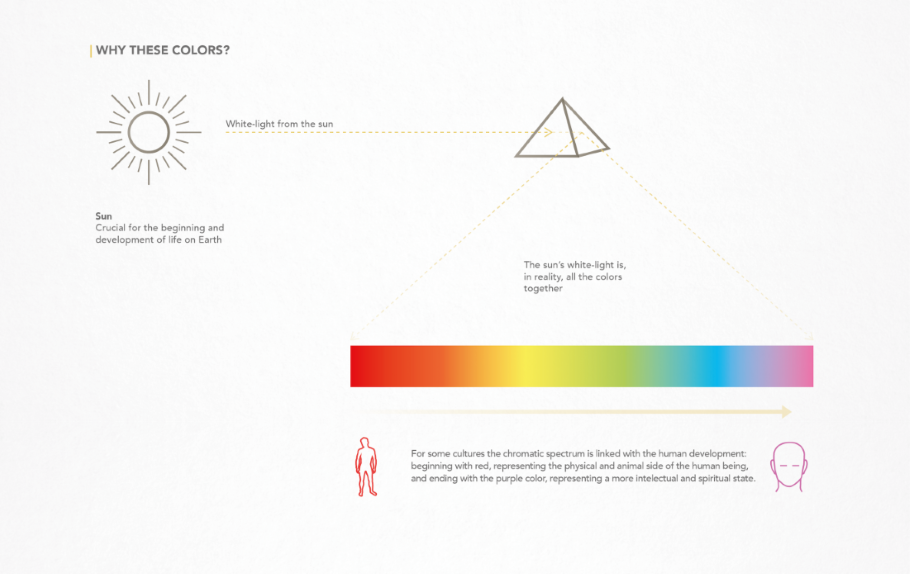 WHY THESE COLORS?
White-light from the sun
Sun
Crucial for the beginning and
development of life on Earth
The sun's white-light is,
in reality, all the colors
together
For some cultures the chromatic spectrum is linked with the human development:
beginning with red, representing the physical and animal side of the human being,
and ending with the purple color, representing a more intelectual and spiritual state.